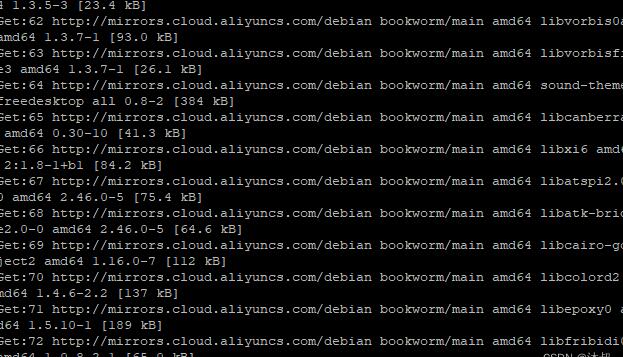 4 1.3.5-3 [23.4 kB]
Get:62 http://mirrors.cloud.aliyuncs.com/debian bookworm/main amd64 libvorbis0a
amd64 1.3.7-1 [93.0 kB]
Get:63 http://mirrors.cloud.aliyuncs.com/debian bookworm/main amd64 libvorbisfi
e3 amd64 1.3.7-1 [26.1 kB]
Get:64 http://mirrors.cloud.aliyuncs.com/debian bookworm/main amd64 sound-theme
freedesktop all 0.8-2 [384 kB]
Get:65 http://mirrors.cloud.aliyuncs.com/debian bookworm/main amd64 libcanberra
amd64 0.30-10 [41.3 kB]
Get:66 http://mirrors.cloud.aliyuncs.com/debian bookworm/main amd64 libxi6 amd6
2:1.8-1+b1 [84.2 kB]
Get:67 http://mirrors.cloud.aliyuncs.com/debian bookworm/main amd64 libatspi2.0
0 amd64 2.46.0-5 [75.4 kB]
Get:68 http://mirrors.cloud.aliyuncs.com/debian bookworm/main amd64 libatk-brid
e2.0-0 amd64 2.46.0-5 [64.6 kB]
Get:69 http://mirrors.cloud.aliyuncs.com/debian bookworm/main amd64 libcairo-go
ject2 amd64 1.16.0-7 [112 kB]
Get:70 http://mirrors.cloud.aliyuncs.com/debian bookworm/main amd64 libcolord2
md64 1.4.6-2.2 [137 kB]
Get:71 http://mirrors.cloud.aliyuncs.com/debian bookworm/main amd64 libepoxy0 a
d64 1.5.10-1 [189 kB]
Get:72 http://mirrors.cloud.aliyuncs.com/debian bookworm/main amd64 libfribidi0
amd64 1.0.8-2.1 [65.0 kB]